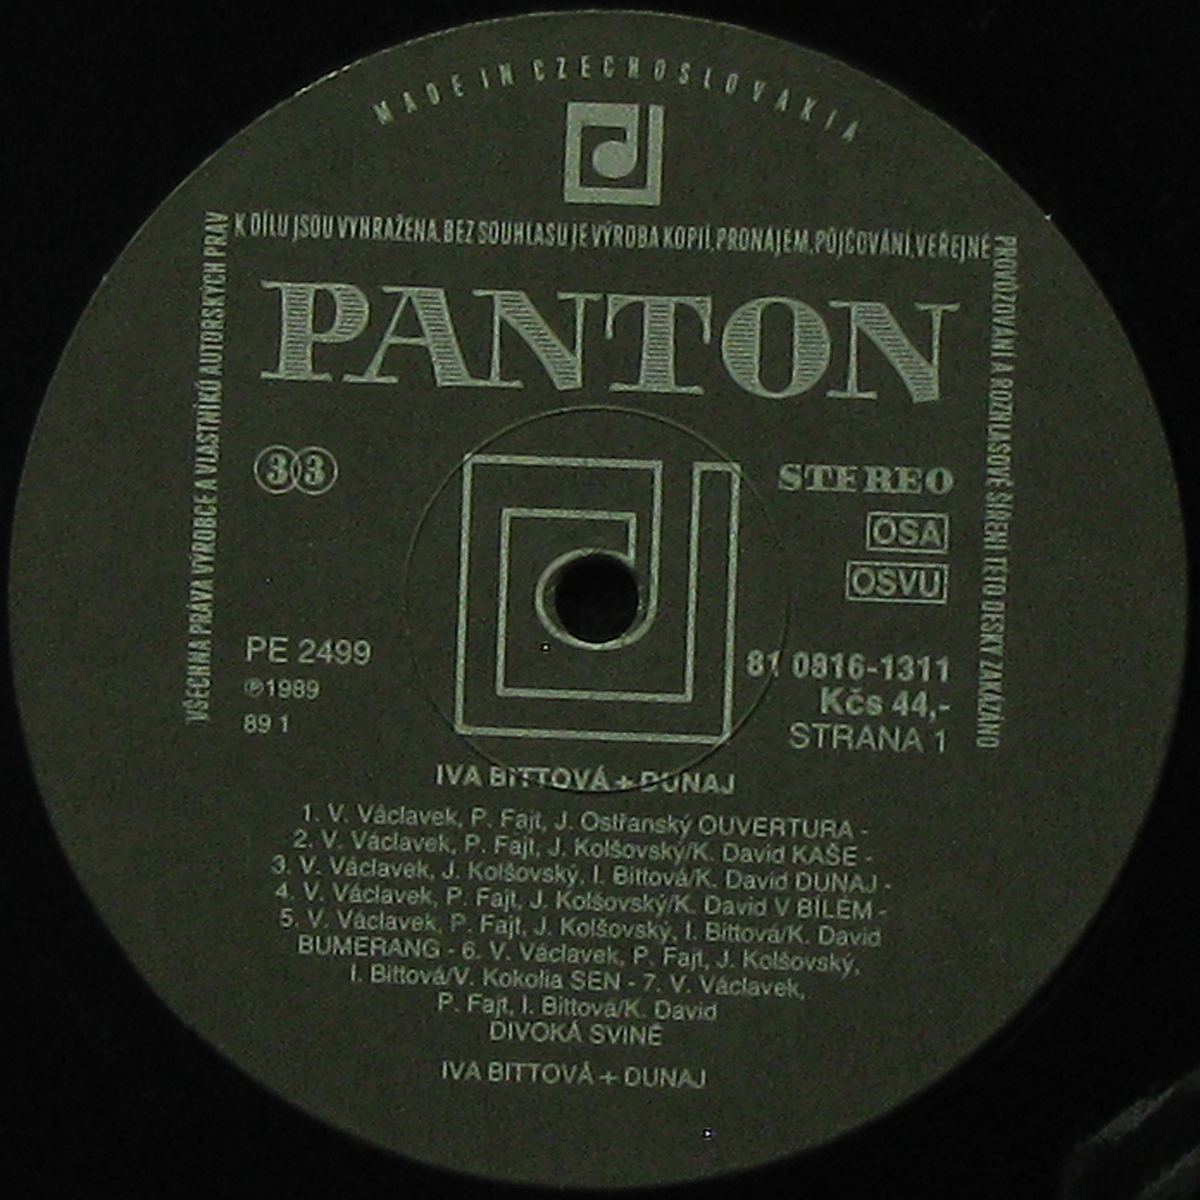 MADE IN CZECHOSLOVAKIA
VŠECHNA PRÁVA VÝROBCE A VLASTNÍKŮ AUTORSKÝCH PRÁV
K DÍLU JSOU VYHRAŽENA. BEZ SOUHLASU JE VÝROBA KOPIÍ, PRONÁJEM, PŮJČOVÁNÍ, VEŘEJNÉ
PROVOZOVÁNÍ A ROZHLASOVÉ ŠÍŘENÍ TÉTO DESKY ZAKÁZÁNO
PANTON
33
STEREO
OSA
OSVU
PE 2499
℗1989
89 1
81 0816-1311
Kčs 44,-
STRANA 1
IVA BITTOVÁ + DUNAJ
1. V. Václavek, P. Fajt, J. Ostřanský OUVERTURA -
2. V. Václavek, P. Fajt, J. Kolšovský/K. David KAŠE -
3. V. Václavek, J. Kolšovský, I. Bittová/K. David DUNAJ -
4. V. Václavek, P. Fajt, J. Kolšovský/K. David V BÍLÉM -
5. V. Václavek, P. Fajt, J. Kolšovský, I. Bittová/K. David
BUMERANG - 6. V. Václavek, P. Fajt, J. Kolšovský,
I. Bittová/V. Kokolia SEN - 7. V. Václavek,
P. Fajt, I. Bittová/K. David
DIVOKÁ SVINĚ
IVA BITTOVÁ + DUNAJ